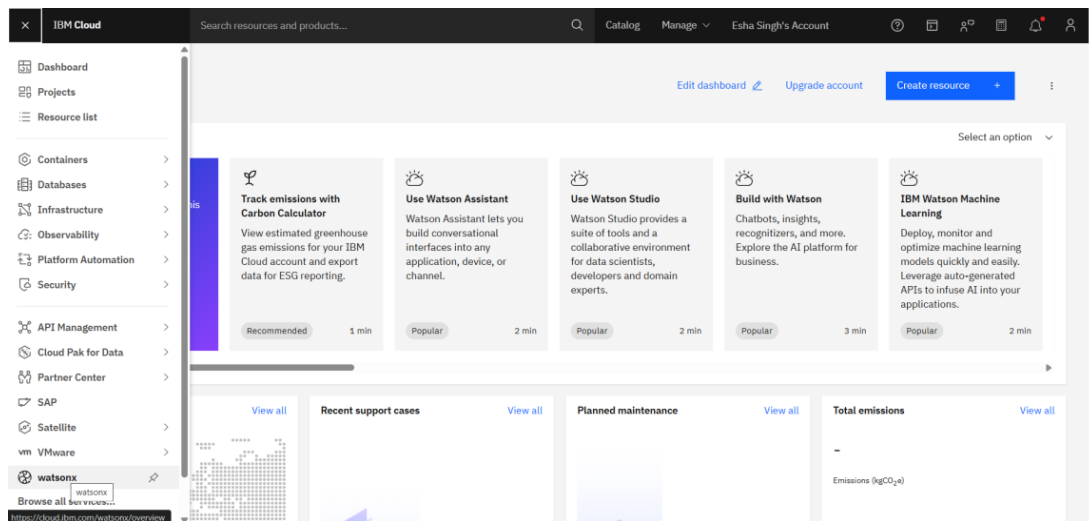 IBM Cloud
Search resources and products...
Catalog
Manage
Esha Singh's Account
Dashboard
Projects
Resource list
Containers
Databases
Infrastructure
Observability
Platform Automation
Security
API Management
Cloud Pak for Data
Partner Center
SAP
Satellite
vm VMware
watsonx
watsonx
Browse all services...
https://cloud.ibm.com/watsonx/overview
Edit dashboard
Upgrade account
Create resource +
Select an option
Track emissions with
Carbon Calculator
View estimated greenhouse
gas emissions for your IBM
Cloud account and export
data for ESG reporting.
Recommended
1 min
Use Watson Assistant
Watson Assistant lets you
build conversational
interfaces into any
application, device, or
channel.
Popular
2 min
Use Watson Studio
Watson Studio provides a
suite of tools and a
collaborative environment
for data scientists,
developers and domain
experts.
Popular
2 min
Build with Watson
Chatbots, insights,
recognitizers, and more.
Explore the AI platform for
business.
Popular
3 min
IBM Watson Machine
Learning
Deploy, monitor and
optimize machine learning
models quickly and easily.
Leverage auto-generated
APIs to infuse AI into your
applications.
Popular
2 min
View all
Recent support cases
View all
Planned maintenance
View all
Total emissions
View all
-
Emissions (kgCO₂e)